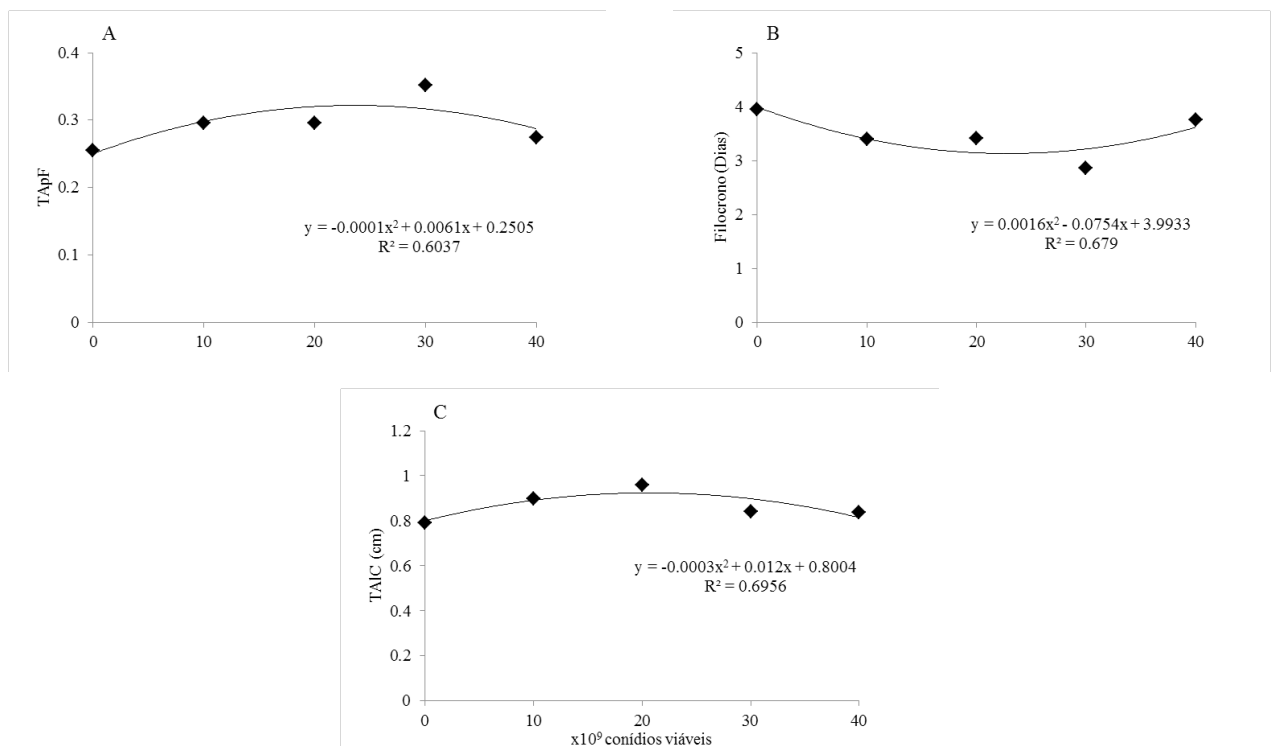 A
0.4
0.3
0.2
0.1
0
TApF
y = -0.0001x² + 0.0061x + 0.2505
R² = 0.6037
0 10 20 30 40
B
5
4
3
2
1
0
Filocrono (Dias)
y = 0.0016x² - 0.0754x + 3.9933
R² = 0.679
0 10 20 30 40
C
1.2
1
0.8
0.6
0.4
0.2
0
TAlC (cm)
y = -0.0003x² + 0.012x + 0.8004
R² = 0.6956
0 10 20 30 40
x10⁹ conídios viáveis